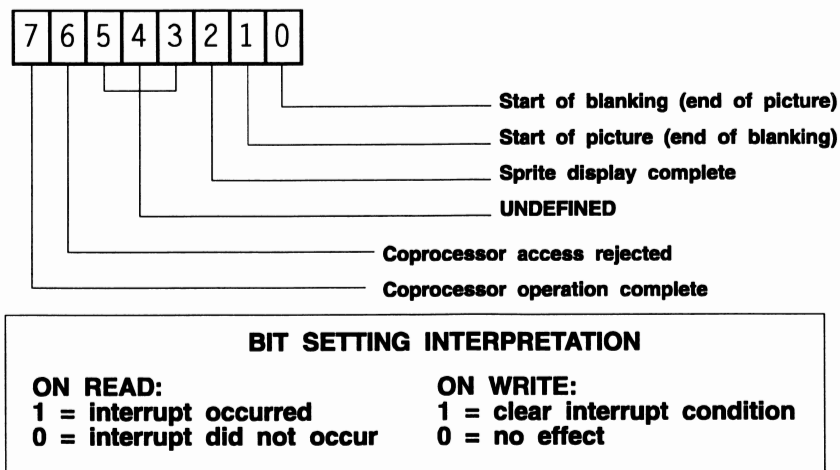 7 6 5 4 3 2 1 0
Start of blanking (end of picture)
Start of picture (end of blanking)
Sprite display complete
UNDEFINED
Coprocessor access rejected
Coprocessor operation complete
BIT SETTING INTERPRETATION
ON READ:
1 = interrupt occurred
0 = interrupt did not occur
ON WRITE:
1 = clear interrupt condition
0 = no effect